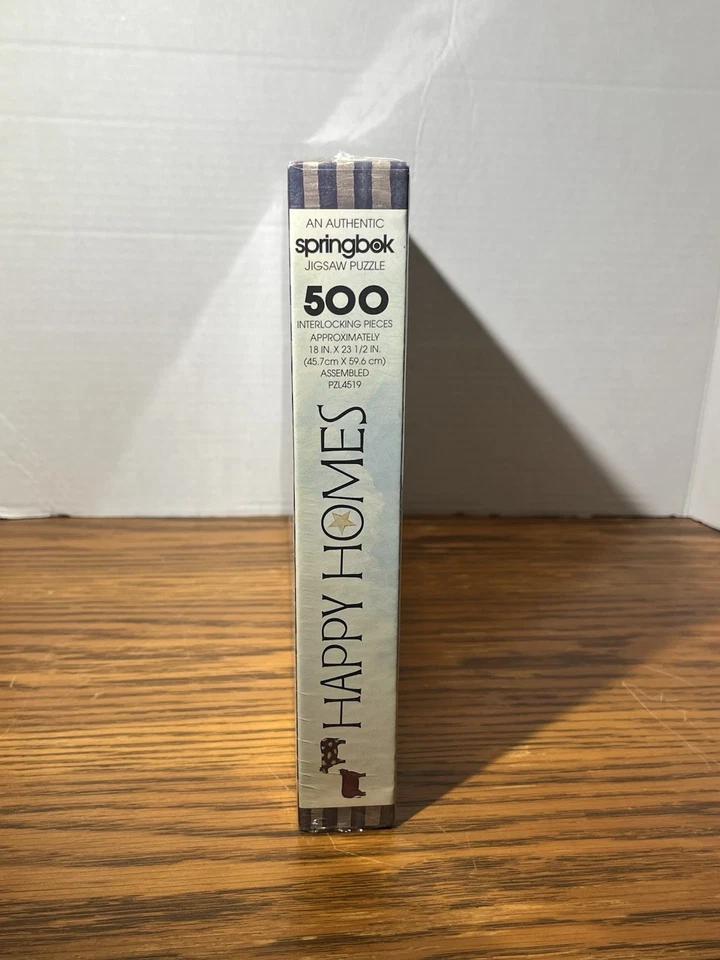 AN AUTHENTIC
springbok
JIGSAW PUZZLE
500
INTERLOCKING PIECES
APPROXIMATELY
18 IN. X 23 1/2 IN.
(45.7cm X 59.6 cm)
ASSEMBLED
PZL4519
HAPPY HOMES